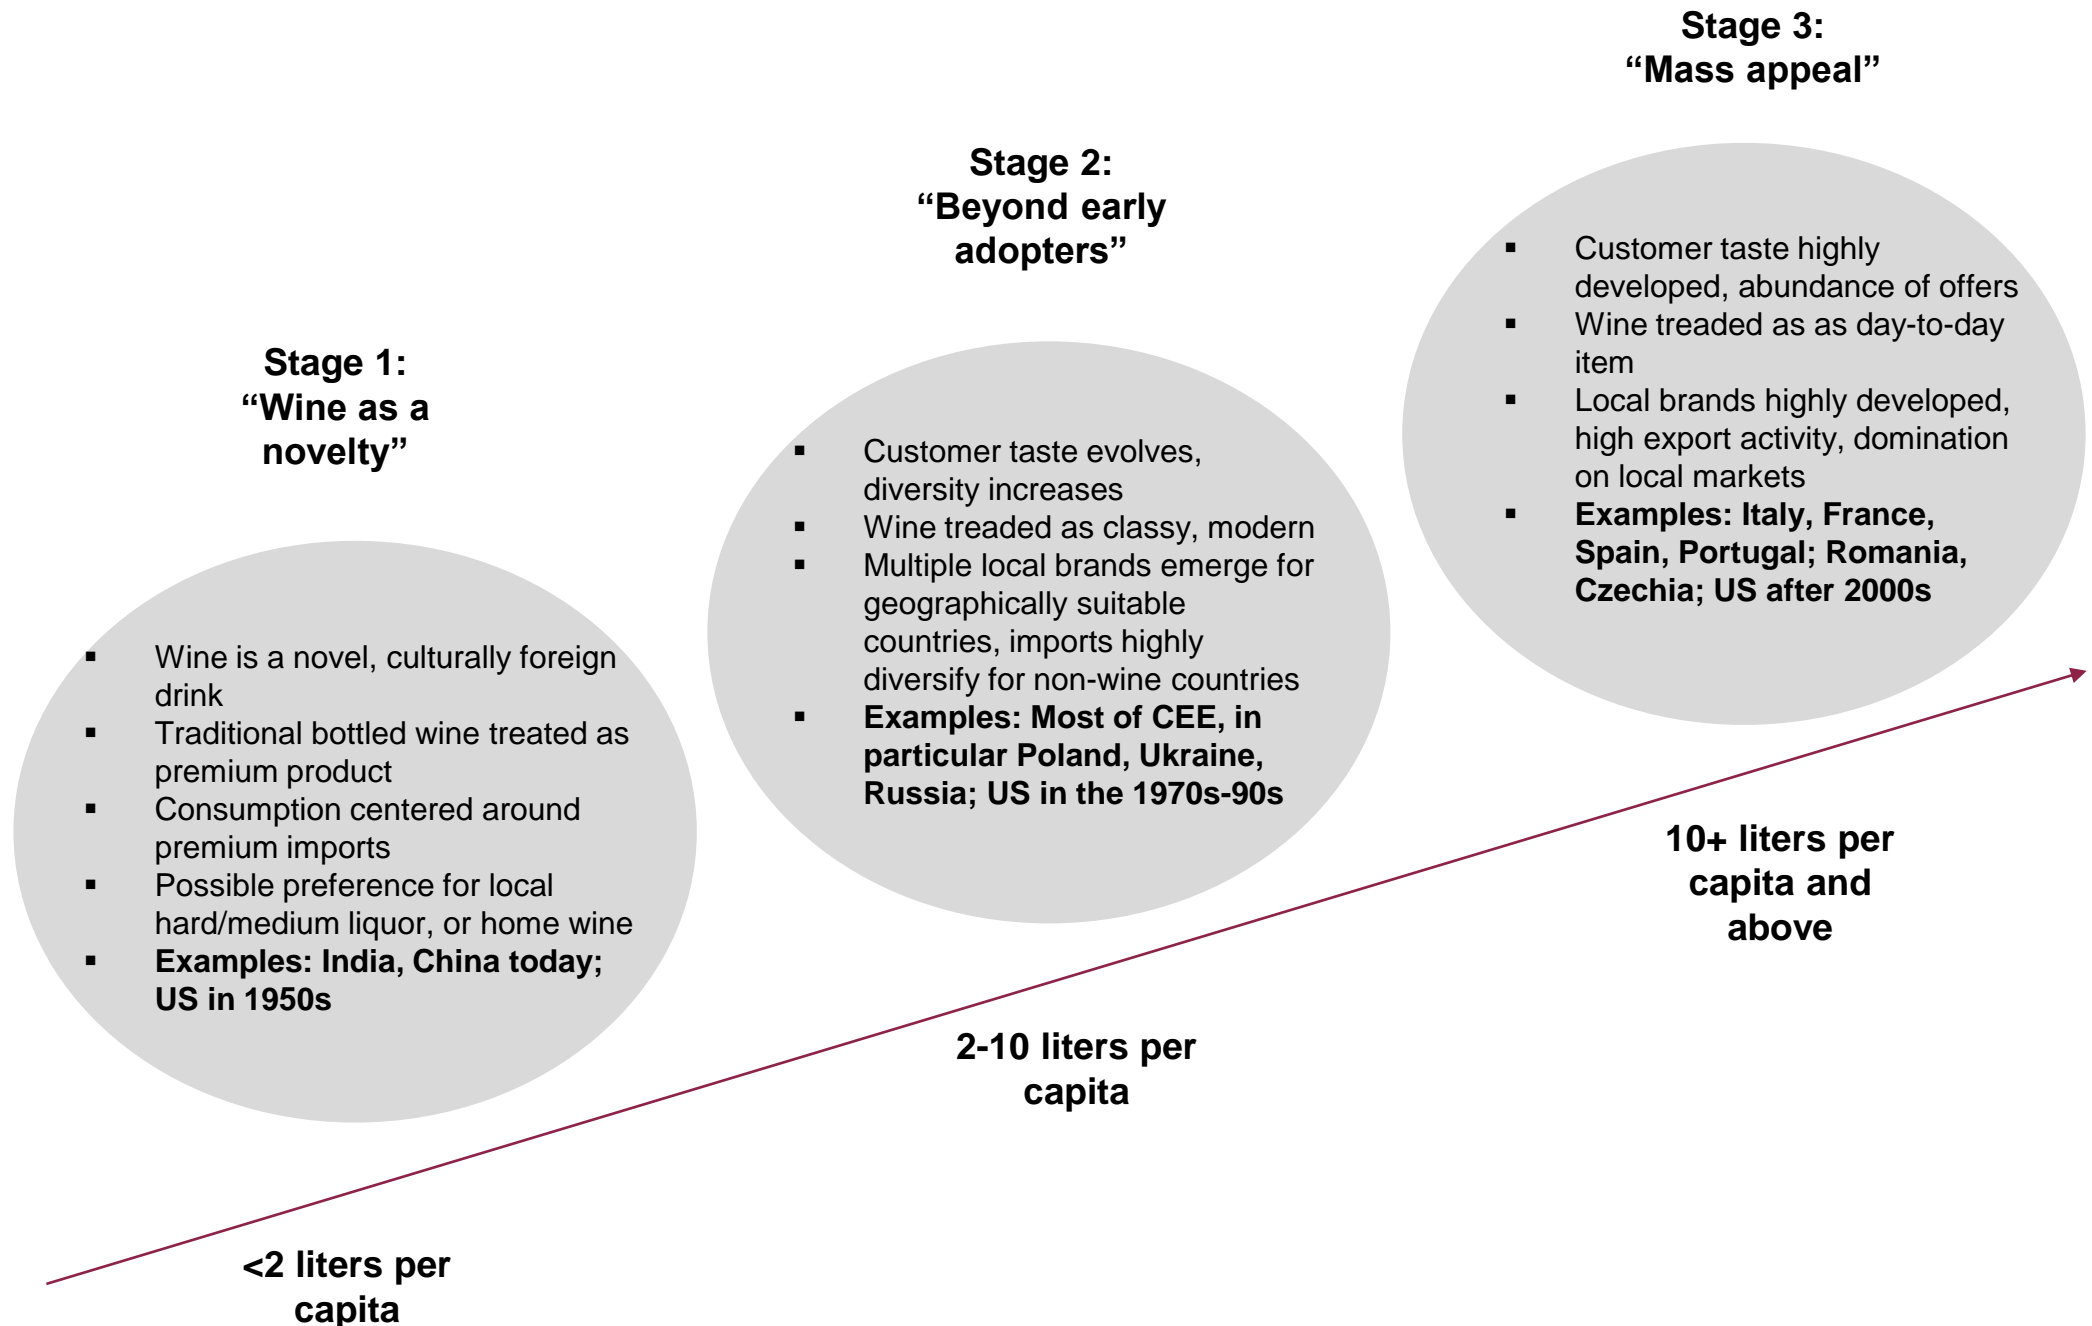 Stage 1:
“Wine as a
novelty”
▪ Wine is a novel, culturally foreign
drink
▪ Traditional bottled wine treated as
premium product
▪ Consumption centered around
premium imports
▪ Possible preference for local
hard/medium liquor, or home wine
▪ Examples: India, China today;
US in 1950s
<2 liters per
capita
Stage 2:
“Beyond early
adopters”
▪ Customer taste evolves,
diversity increases
▪ Wine treaded as classy, modern
▪ Multiple local brands emerge for
geographically suitable
countries, imports highly
diversify for non-wine countries
▪ Examples: Most of CEE, in
particular Poland, Ukraine,
Russia; US in the 1970s-90s
2-10 liters per
capita
Stage 3:
“Mass appeal”
▪ Customer taste highly
developed, abundance of offers
▪ Wine treaded as as day-to-day
item
▪ Local brands highly developed,
high export activity, domination
on local markets
▪ Examples: Italy, France,
Spain, Portugal; Romania,
Czechia; US after 2000s
10+ liters per
capita and
above